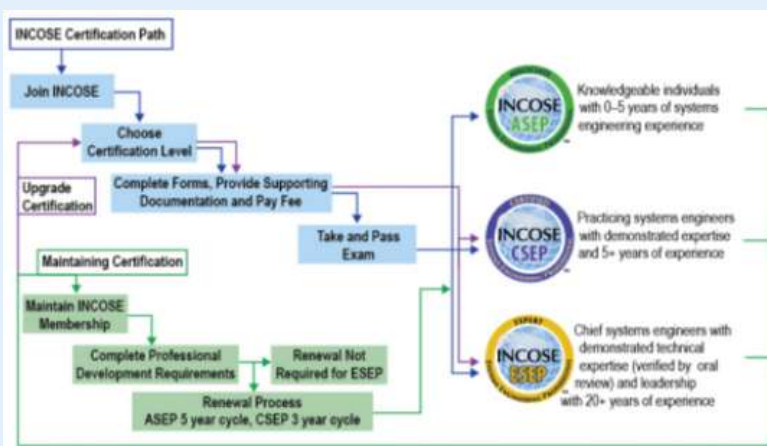 INCOSE Certification Path
Join INCOSE
Choose
Certification Level
Upgrade
Certification
Complete Forms, Provide Supporting
Documentation and Pay Fee
Take and Pass
Exam
Maintaining Certification
Maintain INCOSE
Membership
Complete Professional
Development Requirements
Renewal Not
Required for ESEP
Renewal Process
ASEP 5 year cycle, CSEP 3 year cycle
INCOSE
ASEP
Knowledgeable individuals
with 0–5 years of systems
engineering experience
CERTIFIED
INCOSE
CSEP
Practicing systems engineers
with demonstrated expertise
and 5+ years of experience
EXPERT
INCOSE
ESEP
Chief systems engineers with
demonstrated technical
expertise (verified by oral
review) and leadership
with 20+ years of experience